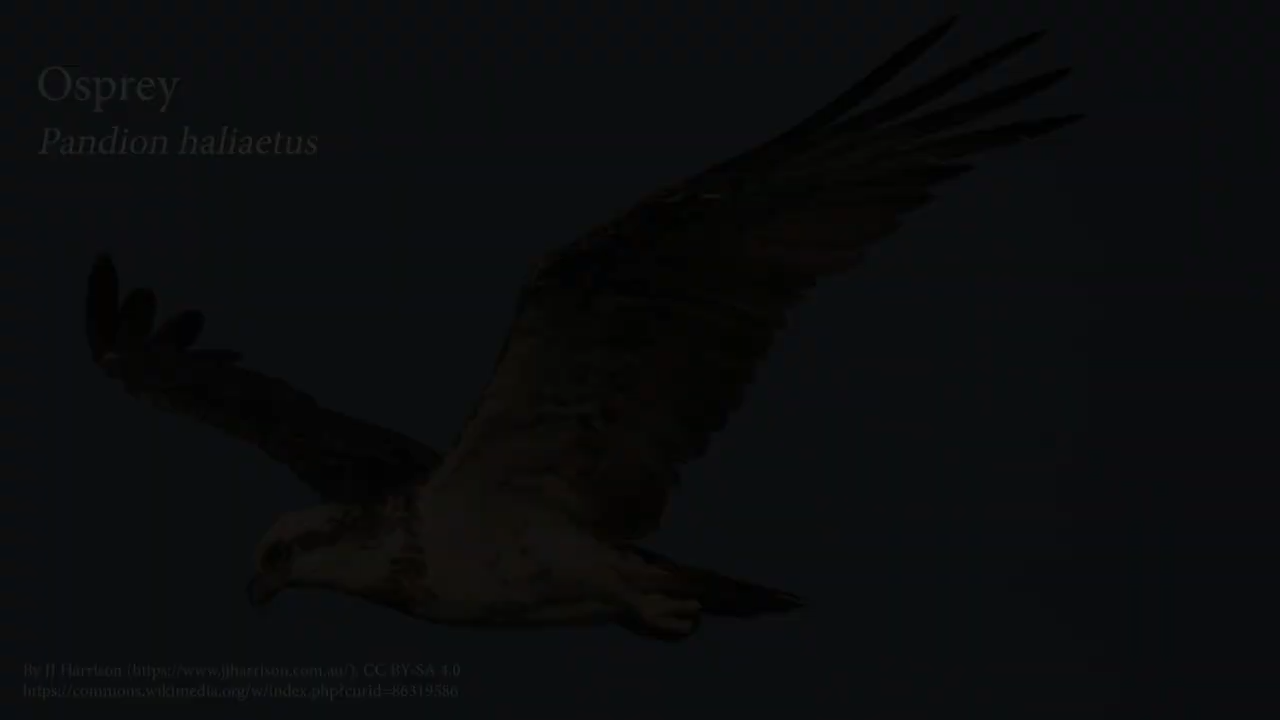 Osprey
Pandion haliaetus
By JJ Harrison (https://www.jjharrison.com.au/), CC BY-SA 4.0
https://commons.wikimedia.org/w/index.php?curid=86319586